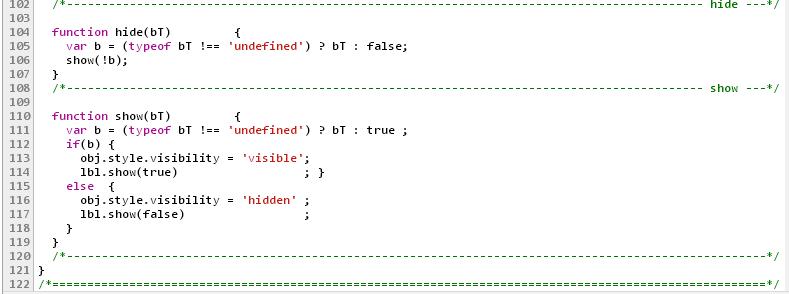 102   /*----------------------------------------------------------------------------------------- hide ---*/
103
104   function hide(bT)         {
105     var b = (typeof bT !== 'undefined') ? bT : false;
106     show(!b);
107   }
108   /*----------------------------------------------------------------------------------------- show ---*/
109
110   function show(bT)         {
111     var b = (typeof bT !== 'undefined') ? bT : true ;
112     if(b) {
113       obj.style.visibility = 'visible';
114       lbl.show(true)                  ; }
115     else  {
116       obj.style.visibility = 'hidden' ;
117       lbl.show(false)                 ;
118     }
119   }
120   /*---------------------------------------------------------------------------------------------------*/
121 }
122 /*=====================================================================================================*/